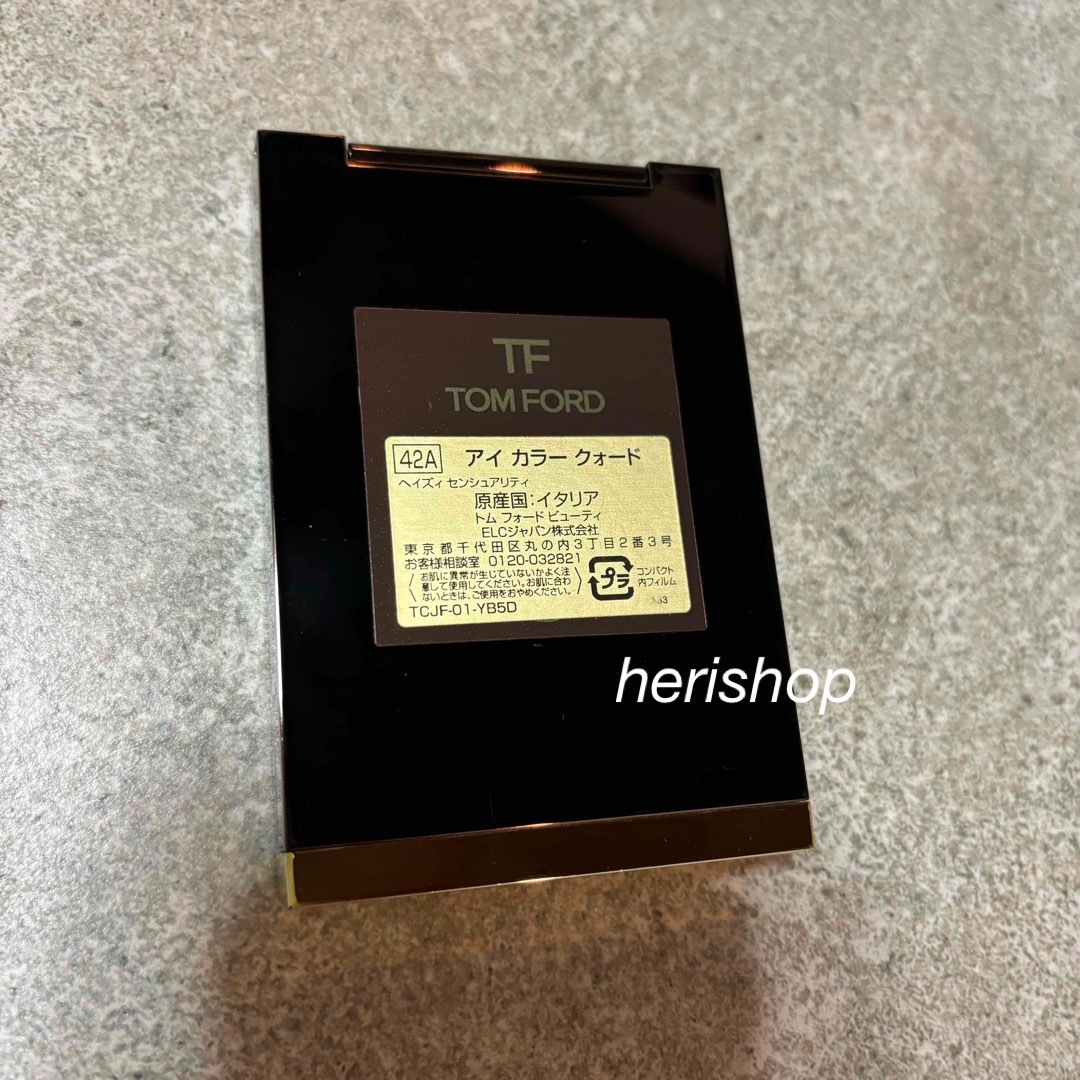 TF
TOM FORD
42A アイ カラー クォード
ヘイズィ センシュアリティ
原産国:イタリア
トム フォード ビューティ
ELCジャパン株式会社
東京都千代田区丸の内3丁目2番3号
お客様相談室 0120-032821
お肌に異常が生じていないかよく注
意して使用してください。お肌に合わ
ないときは、ご使用をおやめください。
プラ
コンパクト
内フィルム
TCJF-01-YB5D
herishop